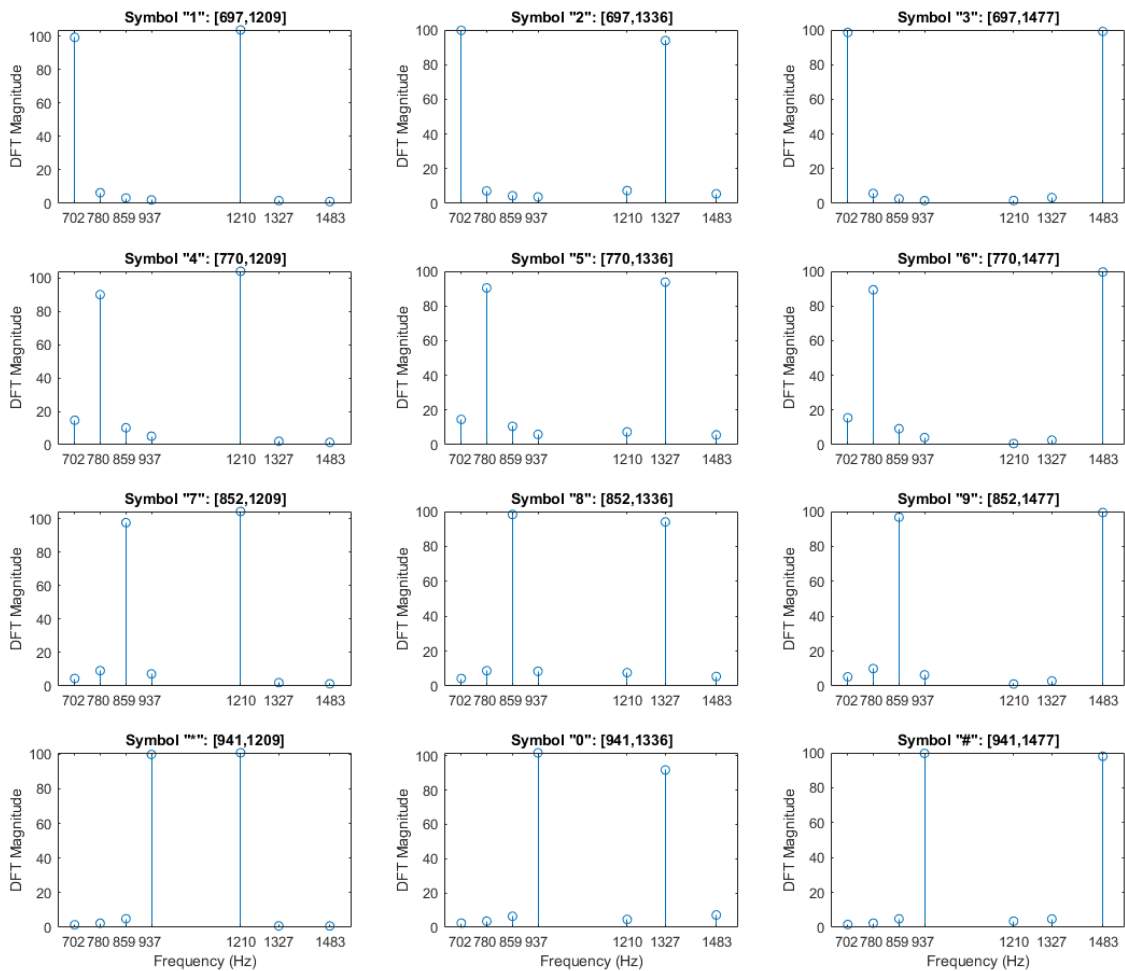 Symbol "1": [697,1209]
DFT Magnitude
100
80
60
40
20
0
702 780 859 937 1210 1327 1483
Symbol "2": [697,1336]
DFT Magnitude
100
80
60
40
20
0
702 780 859 937 1210 1327 1483
Symbol "3": [697,1477]
DFT Magnitude
100
80
60
40
20
0
702 780 859 937 1210 1327 1483
Symbol "4": [770,1209]
DFT Magnitude
100
80
60
40
20
0
702 780 859 937 1210 1327 1483
Symbol "5": [770,1336]
DFT Magnitude
100
80
60
40
20
0
702 780 859 937 1210 1327 1483
Symbol "6": [770,1477]
DFT Magnitude
100
80
60
40
20
0
702 780 859 937 1210 1327 1483
Symbol "7": [852,1209]
DFT Magnitude
100
80
60
40
20
0
702 780 859 937 1210 1327 1483
Symbol "8": [852,1336]
DFT Magnitude
100
80
60
40
20
0
702 780 859 937 1210 1327 1483
Symbol "9": [852,1477]
DFT Magnitude
100
80
60
40
20
0
702 780 859 937 1210 1327 1483
Symbol "*": [941,1209]
DFT Magnitude
100
80
60
40
20
0
702 780 859 937 1210 1327 1483
Frequency (Hz)
Symbol "0": [941,1336]
DFT Magnitude
100
80
60
40
20
0
702 780 859 937 1210 1327 1483
Frequency (Hz)
Symbol "#": [941,1477]
DFT Magnitude
100
80
60
40
20
0
702 780 859 937 1210 1327 1483
Frequency (Hz)